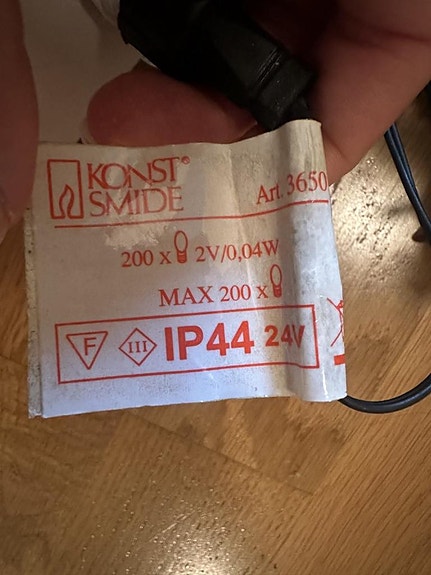 KONST®
SMIDE
Art. 3650
200 x 2V/0,04W
MAX 200 x
F III IP44 24V